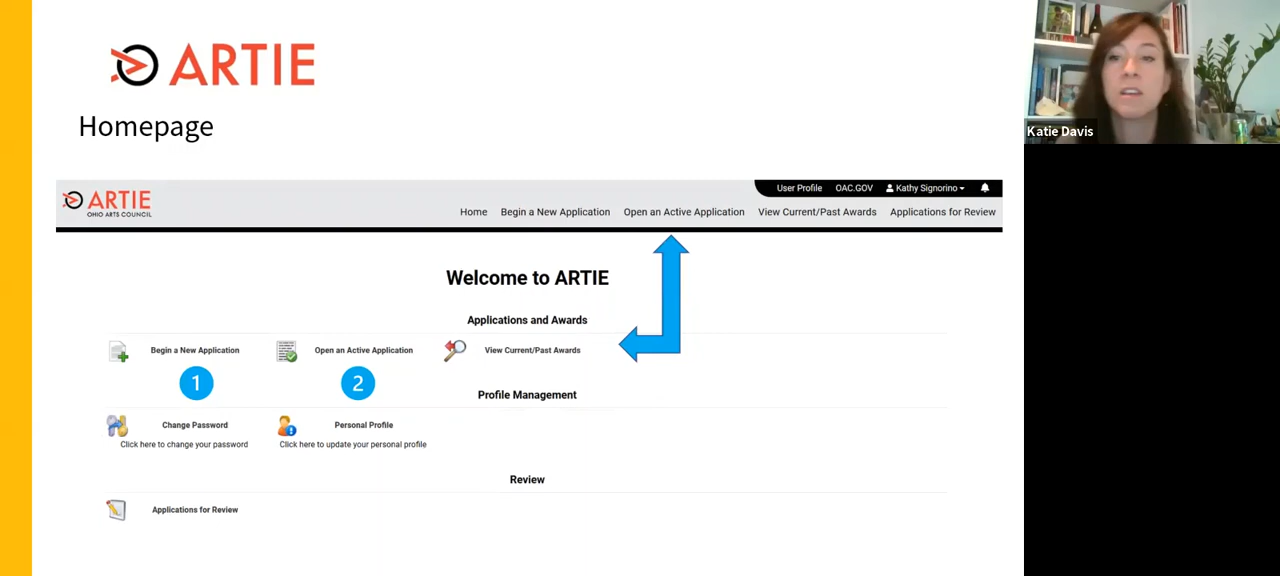 ARTIE
Homepage
Katie Davis
ARTIE
OHIO ARTS COUNCIL
User Profile OAC.GOV Kathy Signorino
Home Begin a New Application Open an Active Application View Current/Past Awards Applications for Review
Welcome to ARTIE
Applications and Awards
Begin a New Application Open an Active Application View Current/Past Awards
1 2
Profile Management
Change Password Personal Profile
Click here to change your password Click here to update your personal profile
Review
Applications for Review